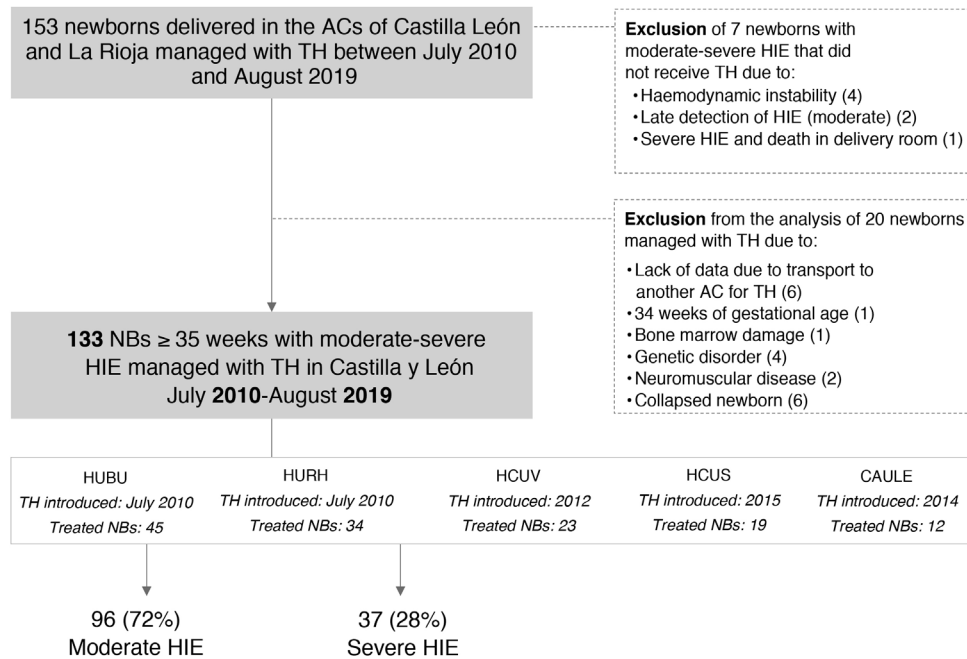 153 newborns delivered in the ACs of Castilla León
and La Rioja managed with TH between July 2010
and August 2019
Exclusion of 7 newborns with
moderate-severe HIE that did
not receive TH due to:
• Haemodynamic instability (4)
• Late detection of HIE (moderate) (2)
• Severe HIE and death in delivery room (1)
Exclusion from the analysis of 20 newborns
managed with TH due to:
• Lack of data due to transport to
another AC for TH (6)
• 34 weeks of gestational age (1)
• Bone marrow damage (1)
• Genetic disorder (4)
• Neuromuscular disease (2)
• Collapsed newborn (6)
133 NBs ≥ 35 weeks with moderate-severe
HIE managed with TH in Castilla y León
July 2010-August 2019
HUBU
TH introduced: July 2010
Treated NBs: 45
HURH
TH introduced: July 2010
Treated NBs: 34
HCUV
TH introduced: 2012
Treated NBs: 23
HCUS
TH introduced: 2015
Treated NBs: 19
CAULE
TH introduced: 2014
Treated NBs: 12
96 (72%)
Moderate HIE
37 (28%)
Severe HIE